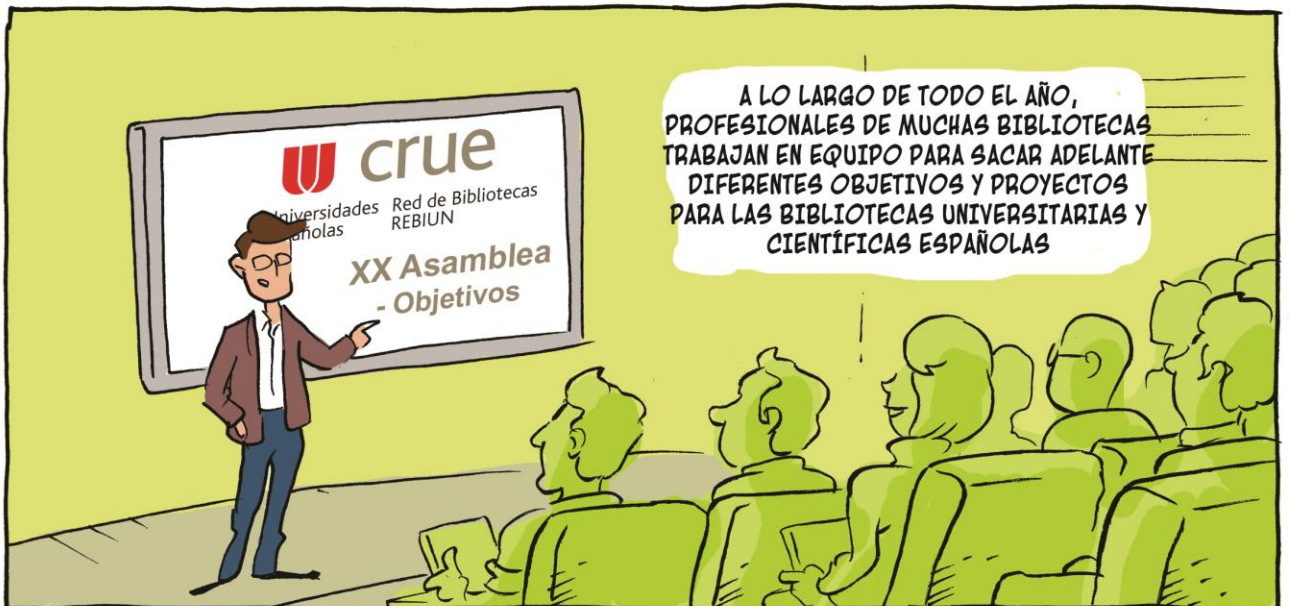 crue
Universidades
Españolas
Red de Bibliotecas
REBIUN
XX Asamblea
- Objetivos
A LO LARGO DE TODO EL AÑO,
PROFESIONALES DE MUCHAS BIBLIOTECAS
TRABAJAN EN EQUIPO PARA SACAR ADELANTE
DIFERENTES OBJETIVOS Y PROYECTOS
PARA LAS BIBLIOTECAS UNIVERSITARIAS Y
CIENTÍFICAS ESPAÑOLAS